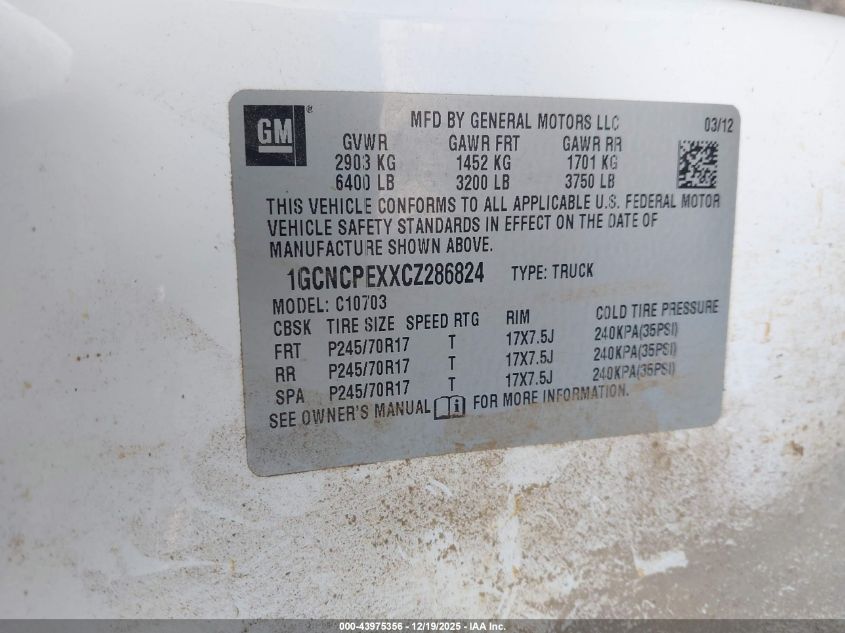 GM ®
MFD BY GENERAL MOTORS LLC 03/12
GVWR GAWR FRT GAWR RR
2903 KG 1452 KG 1701 KG
6400 LB 3200 LB 3750 LB
THIS VEHICLE CONFORMS TO ALL APPLICABLE U.S. FEDERAL MOTOR
VEHICLE SAFETY STANDARDS IN EFFECT ON THE DATE OF
MANUFACTURE SHOWN ABOVE.
1GCNCPEXXCZ286824 TYPE: TRUCK
MODEL: C10703
CBSK TIRE SIZE SPEED RTG RIM COLD TIRE PRESSURE
FRT P245/70R17 T 17X7.5J 240KPA(35PSI)
RR P245/70R17 T 17X7.5J 240KPA(35PSI)
SPA P245/70R17 T 17X7.5J 240KPA(35PSI)
SEE OWNER'S MANUAL i FOR MORE INFORMATION.
000-43975356 | 12/19/2025 – IAA Inc.